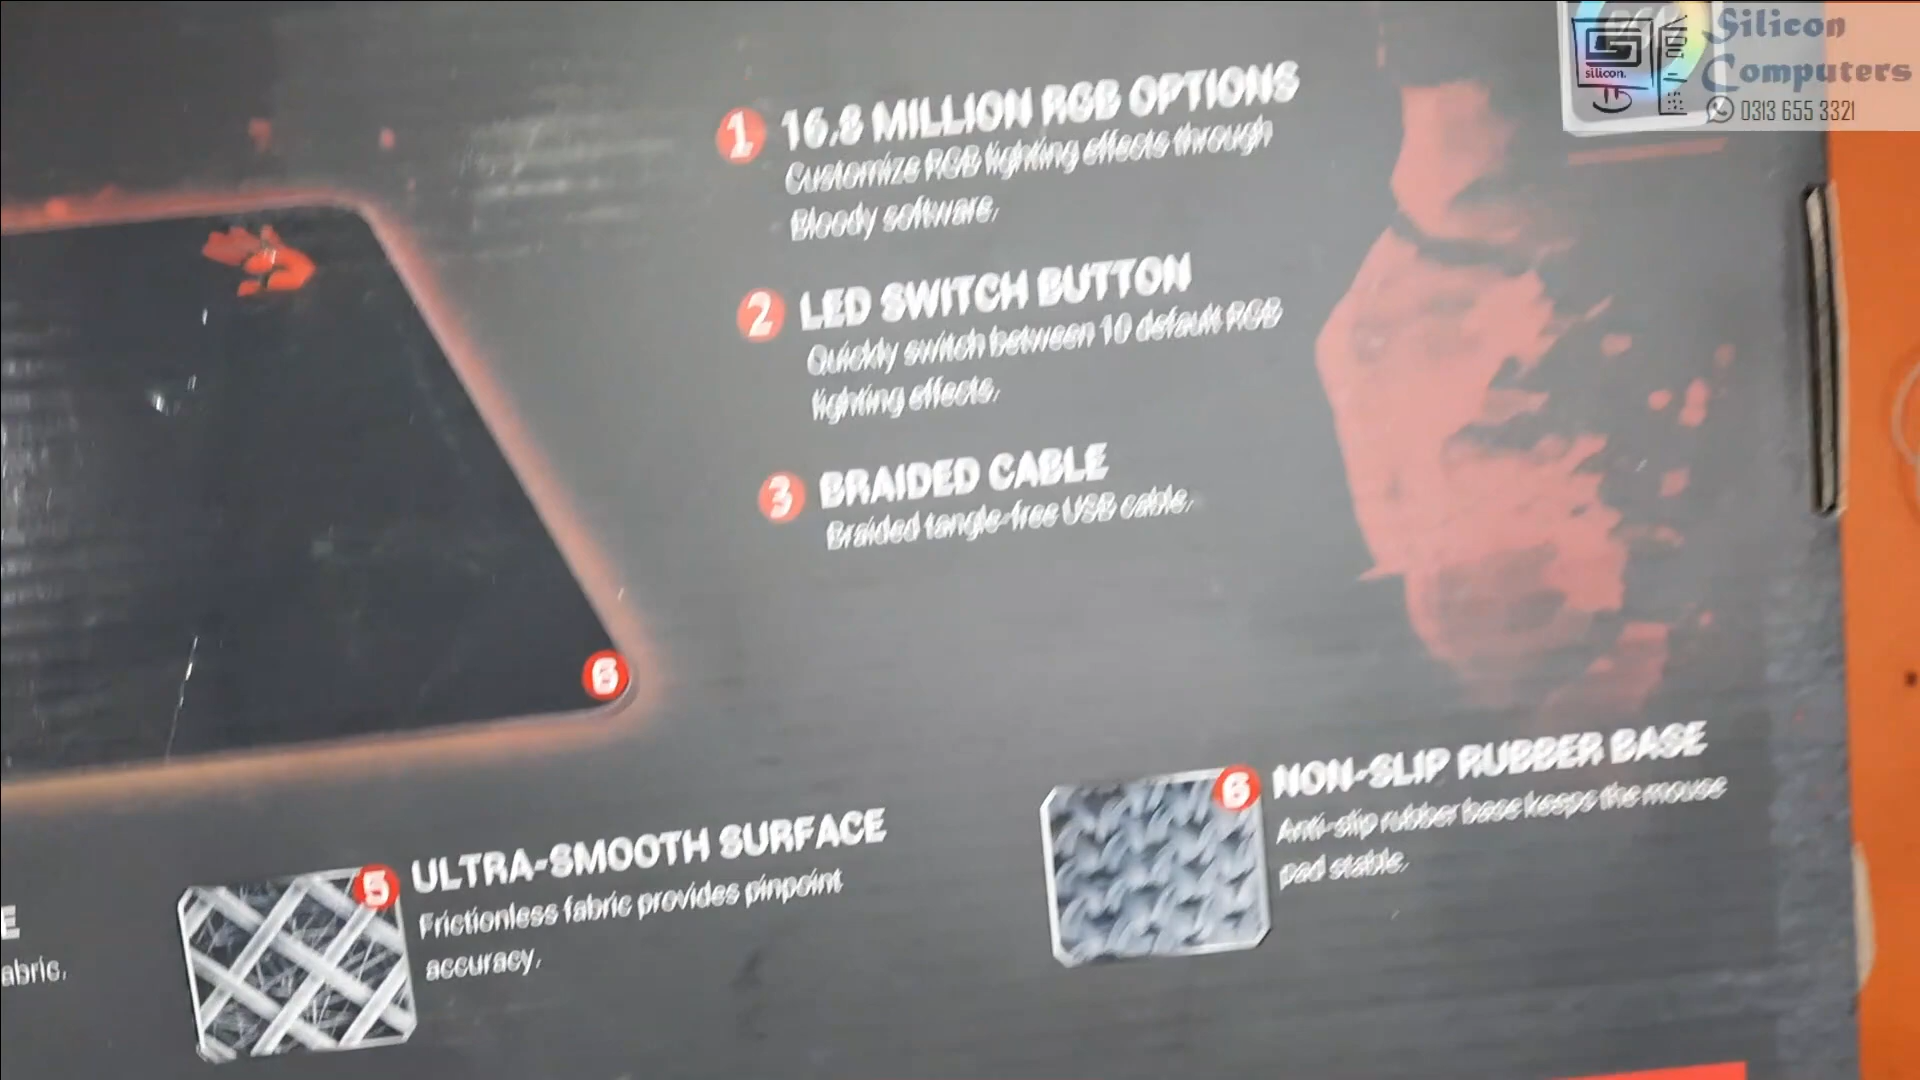 silicon.
Silicon
Computers
0313 655 3321
1 16.8 MILLION RGB OPTIONS
Customize RGB lighting effects through
Bloody software.
2 LED SWITCH BUTTON
Quickly switch between 10 default RGB
lighting effects.
3 BRAIDED CABLE
Braided tangle-free USB cable.
6
6 NON-SLIP RUBBER BASE
Anti-slip rubber base keeps the mouse
pad stable.
5 ULTRA-SMOOTH SURFACE
Frictionless fabric provides pinpoint
accuracy.
E
abric.